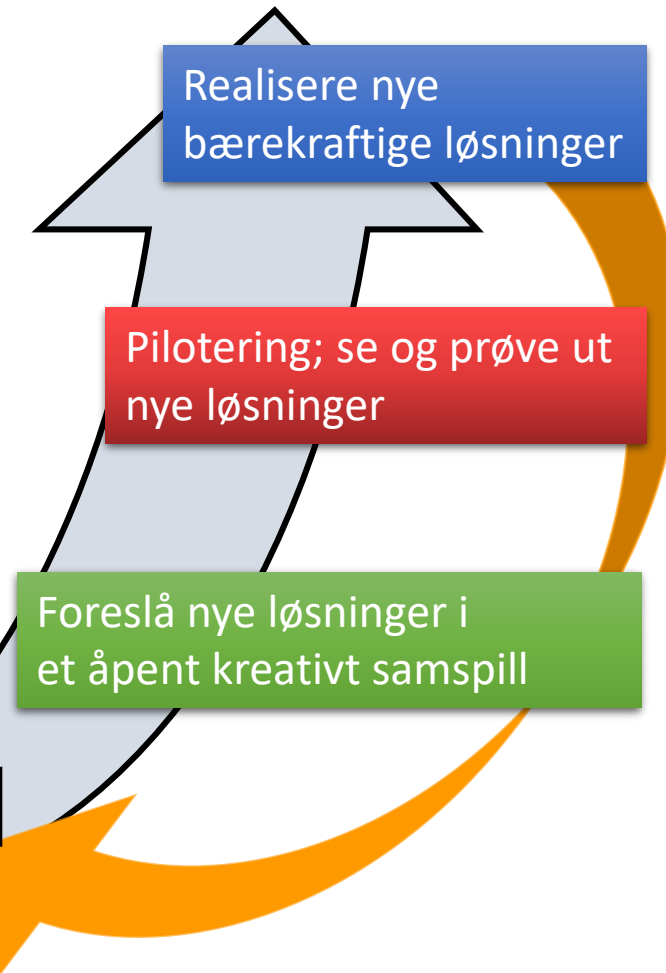 Realisere nye
bærekraftige løsninger
Pilotering; se og prøve ut
nye løsninger
Foreslå nye løsninger i
et åpent kreativt samspill